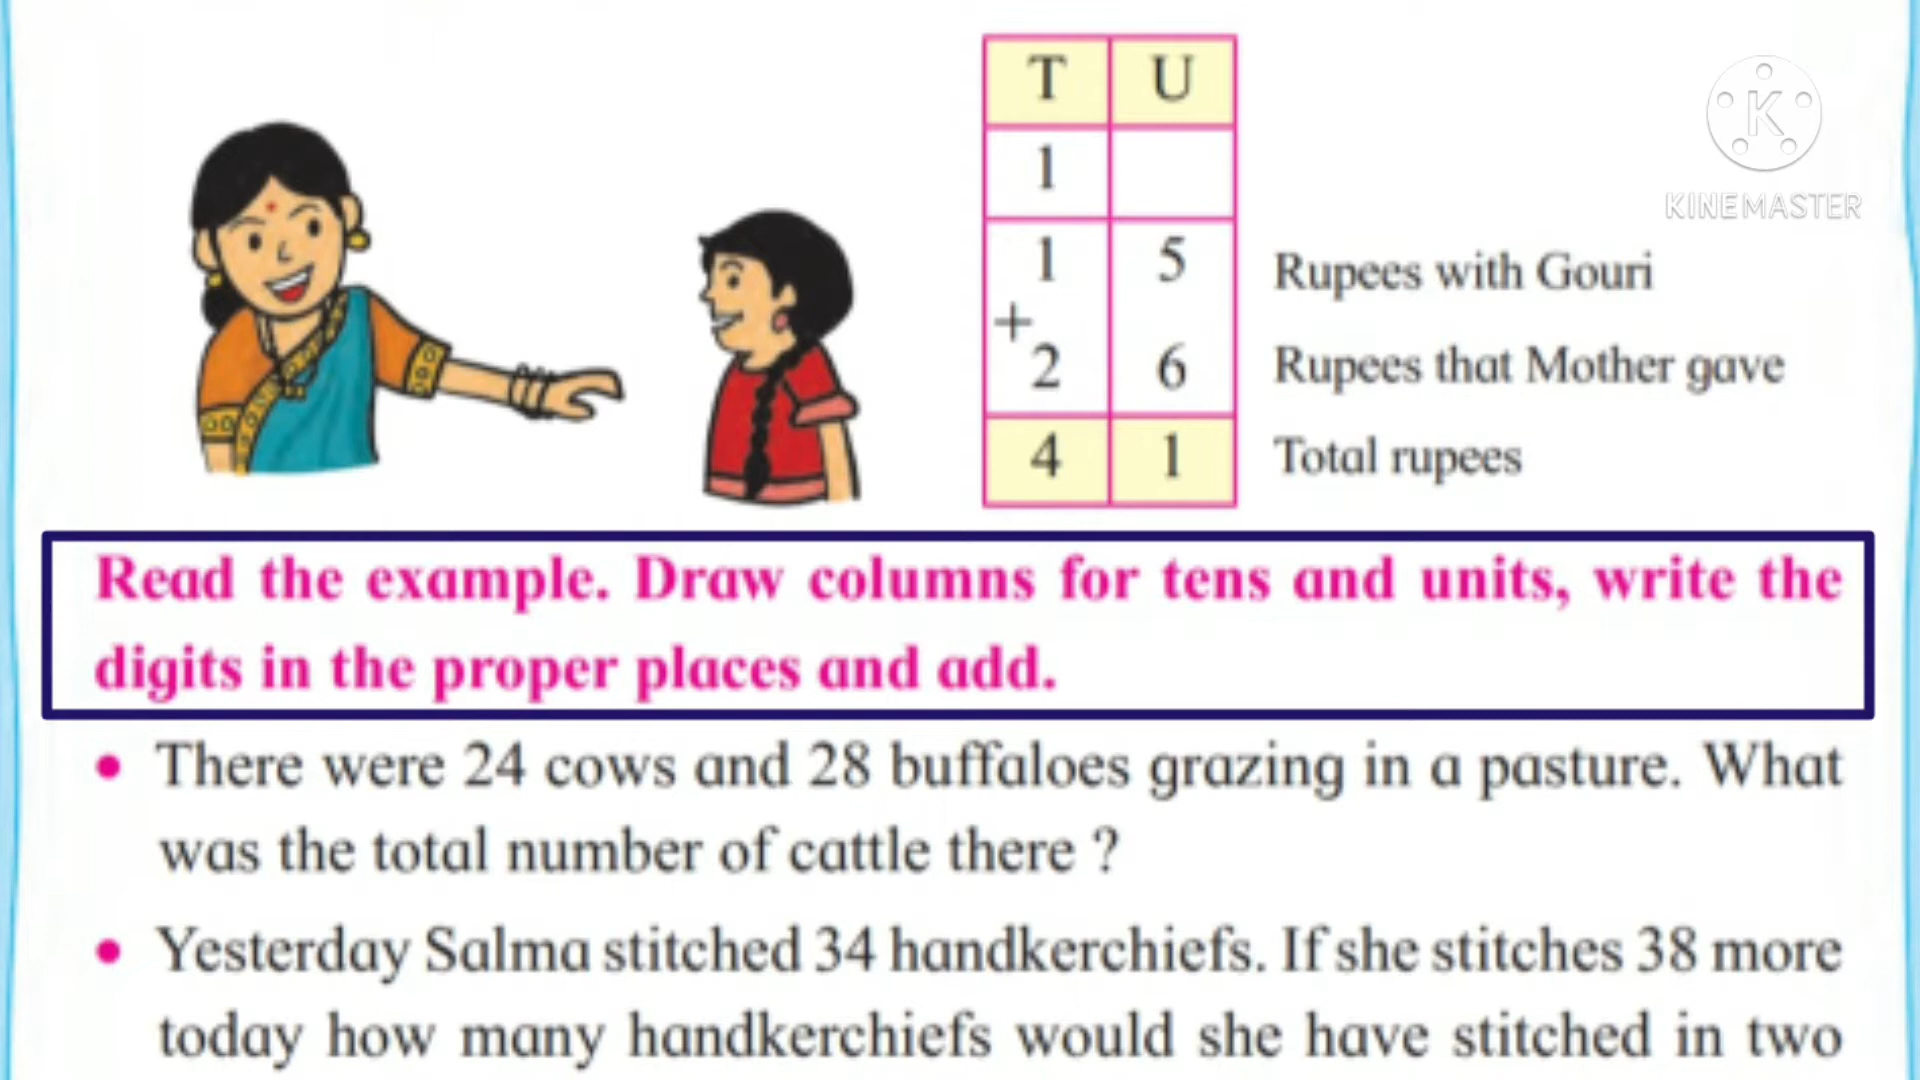 T U
1
1 5 Rupees with Gouri
+
2 6 Rupees that Mother gave
4 1 Total rupees
K
KINEMASTER
Read the example. Draw columns for tens and units, write the
digits in the proper places and add.
• There were 24 cows and 28 buffaloes grazing in a pasture. What
was the total number of cattle there ?
• Yesterday Salma stitched 34 handkerchiefs. If she stitches 38 more
today how many handkerchiefs would she have stitched in two